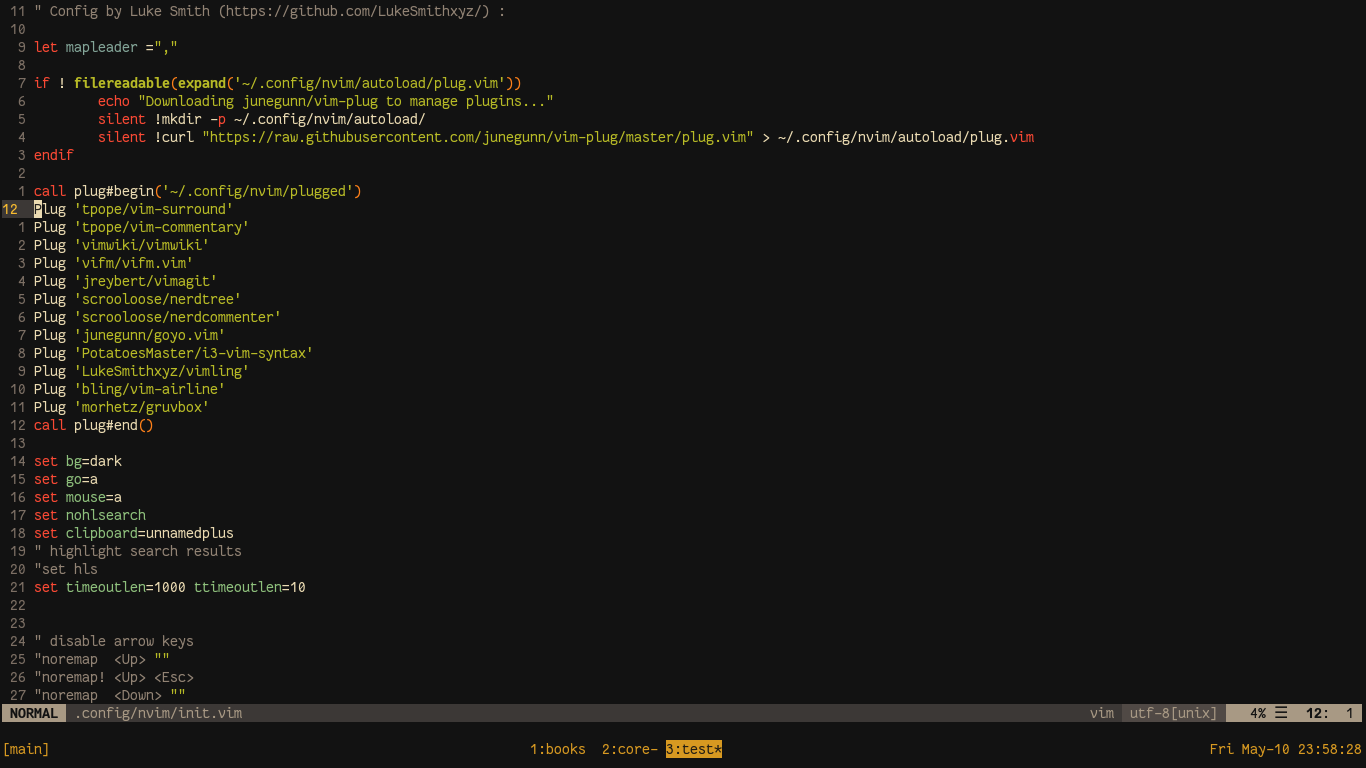 11 " Config by Luke Smith (https://github.com/LukeSmithxyz/) :
10
9 let mapleader =","
8
7 if ! filereadable(expand('~/.config/nvim/autoload/plug.vim'))
6 echo "Downloading junegunn/vim-plug to manage plugins..."
5 silent !mkdir -p ~/.config/nvim/autoload/
4 silent !curl "https://raw.githubusercontent.com/junegunn/vim-plug/master/plug.vim" > ~/.config/nvim/autoload/plug.vim
3 endif
2
1 call plug#begin('~/.config/nvim/plugged')
12 Plug 'tpope/vim-surround'
1 Plug 'tpope/vim-commentary'
2 Plug 'vimwiki/vimwiki'
3 Plug 'vifm/vifm.vim'
4 Plug 'jreybert/vimagit'
5 Plug 'scrooloose/nerdtree'
6 Plug 'scrooloose/nerdcommenter'
7 Plug 'junegunn/goyo.vim'
8 Plug 'PotatoesMaster/i3-vim-syntax'
9 Plug 'LukeSmithxyz/vimling'
10 Plug 'bling/vim-airline'
11 Plug 'morhetz/gruvbox'
12 call plug#end()
13
14 set bg=dark
15 set go=a
16 set mouse=a
17 set nohlsearch
18 set clipboard=unnamedplus
19 " highlight search results
20 "set hls
21 set timeoutlen=1000 ttimeoutlen=10
22
23
24 " disable arrow keys
25 "noremap  <Up> ""
26 "noremap! <Up> <Esc>
27 "noremap  <Down> ""
NORMAL .config/nvim/init.vim vim utf-8[unix] 4% ☰ 12: 1
[main] 1:books 2:core- 3:test* Fri May-10 23:58:28